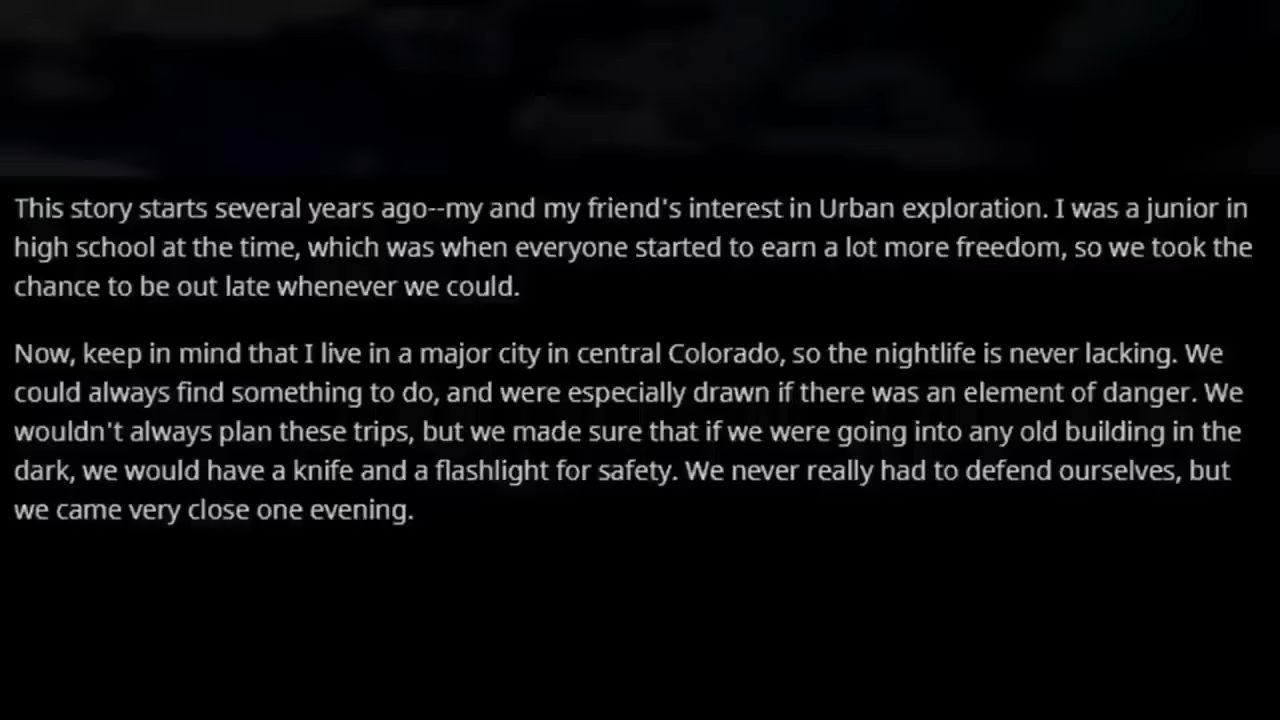 This story starts several years ago--my and my friend's interest in Urban exploration. I was a junior in
high school at the time, which was when everyone started to earn a lot more freedom, so we took the
chance to be out late whenever we could.
Now, keep in mind that I live in a major city in central Colorado, so the nightlife is never lacking. We
could always find something to do, and were especially drawn if there was an element of danger. We
wouldn't always plan these trips, but we made sure that if we were going into any old building in the
dark, we would have a knife and a flashlight for safety. We never really had to defend ourselves, but
we came very close one evening.